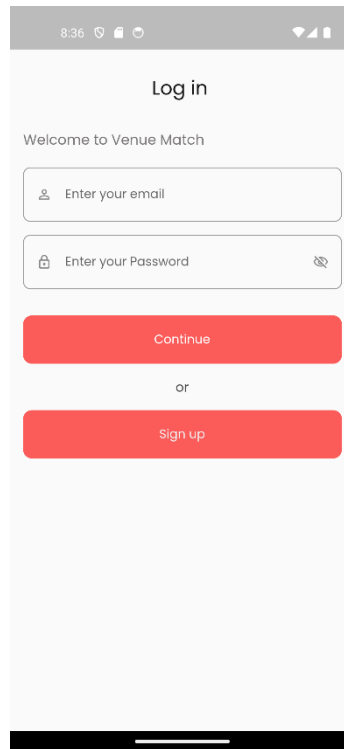 8:36
Log in
Welcome to Venue Match
Enter your email
Enter your Password
Continue
or
Sign up